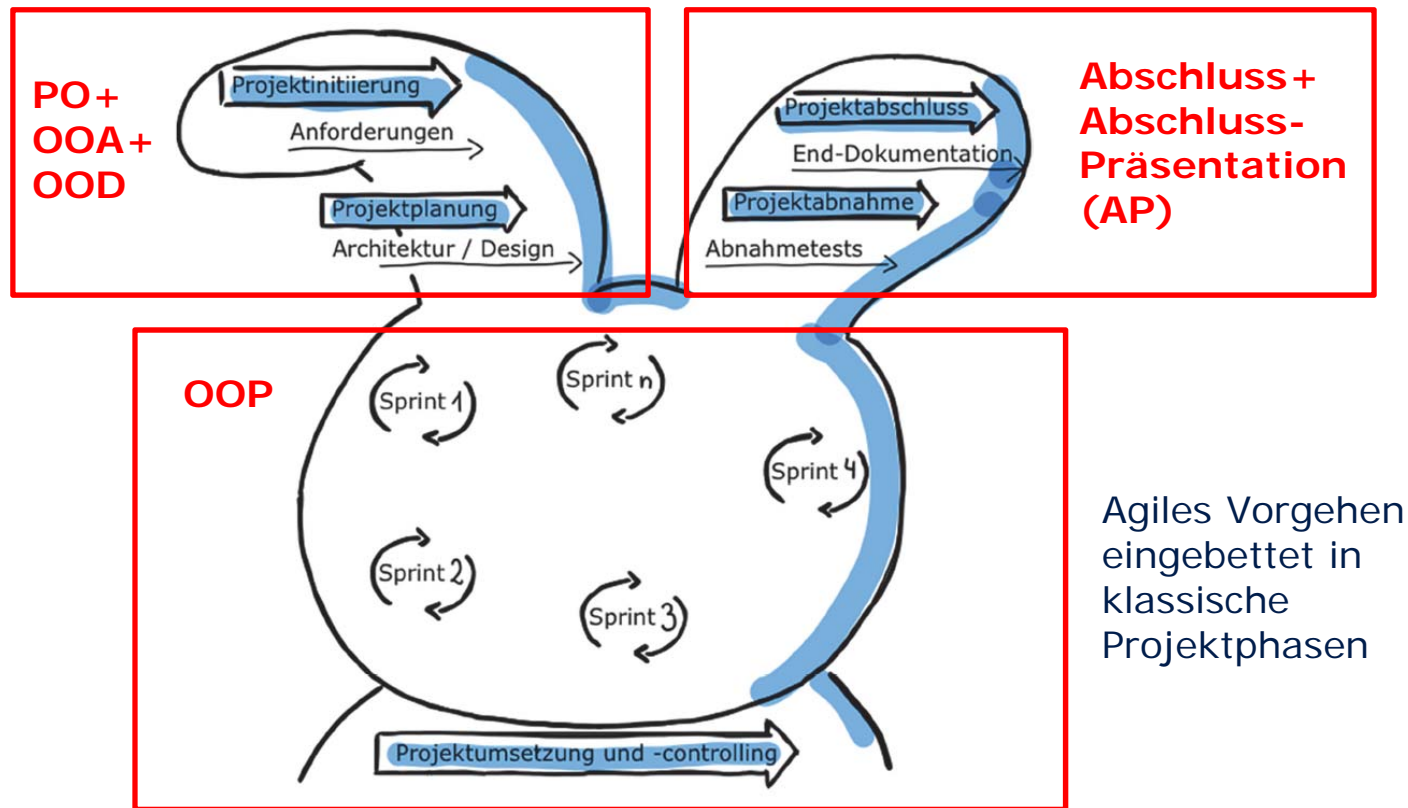 PO+
OOA+
OOD
Projektinitiierung
Anforderungen
Projektplanung
Architektur / Design
Projektabschluss
End-Dokumentation
Projektabnahme
Abnahmetests
Abschluss+
Abschluss-
Präsentation
(AP)
OOP
Sprint 1
Sprint n
Sprint 4
Sprint 2
Sprint 3
Projektumsetzung und -controlling
Agiles Vorgehen
eingebettet in
klassische
Projektphasen